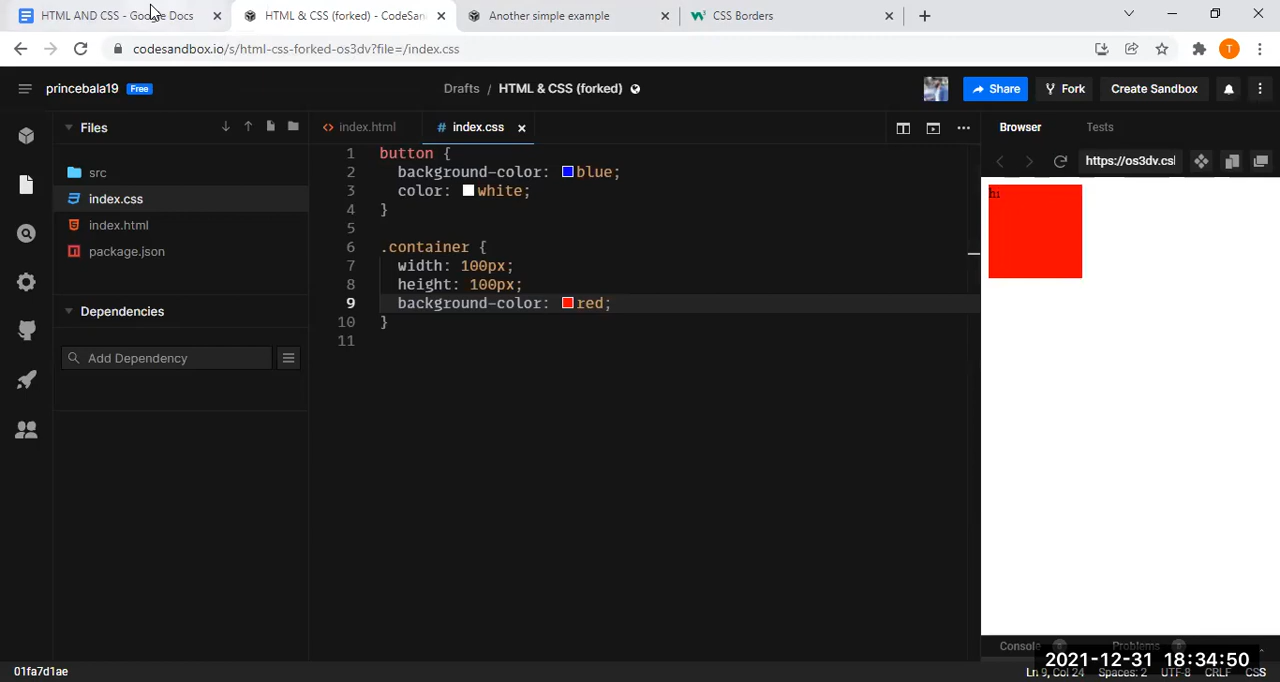 HTML AND CSS - Google Docs
HTML & CSS (forked) - CodeSan
Another simple example
CSS Borders
codesandbox.io/s/html-css-forked-os3dv?file=/index.css
T
princebala19 Free
Drafts / HTML & CSS (forked)
Share
Fork
Create Sandbox
Files
index.html
index.css
Browser
Tests
https://os3dv.csl
src
index.css
index.html
package.json
Dependencies
Add Dependency
1 button {
2 background-color: blue;
3 color: white;
4 }
5
6 .container {
7 width: 100px;
8 height: 100px;
9 background-color: red;
10 }
11
hi
Console 0
Problems 0
2021-12-31 18:34:50
01fa7d1ae
Ln 9, Col 24 Spaces: 2 UTF-8 CRLF CSS